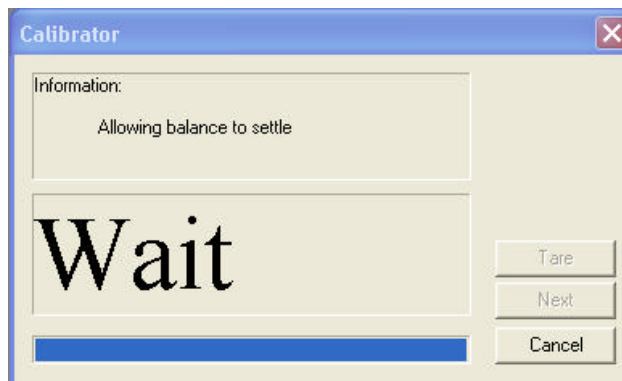 Calibrator
Information:
Allowing balance to settle
Wait
Tare
Next
Cancel